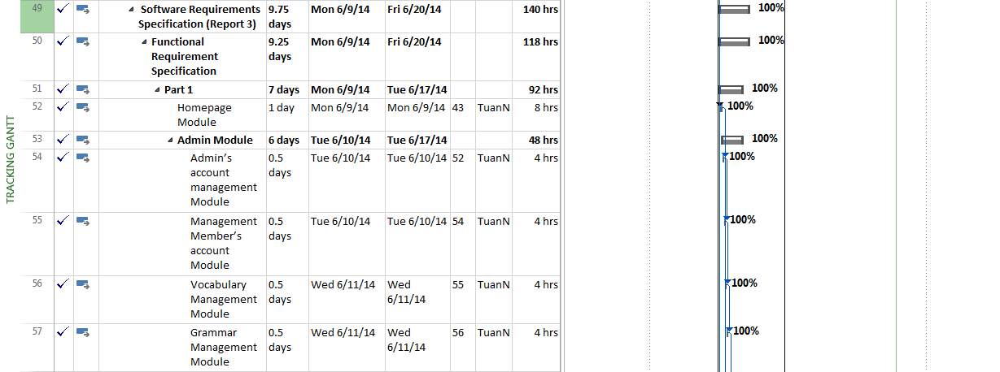 49 Software Requirements 9.75 Mon 6/9/14 Fri 6/20/14 140 hrs 100%
Specification (Report 3) days
50 Functional 9.25 Mon 6/9/14 Fri 6/20/14 118 hrs 100%
Requirement days
Specification
51 Part 1 7 days Mon 6/9/14 Tue 6/17/14 92 hrs 100%
52 Homepage 1 day Mon 6/9/14 Mon 6/9/14 43 TuanN 8 hrs 100%
Module
53 Admin Module 6 days Tue 6/10/14 Tue 6/17/14 48 hrs 100%
54 Admin's 0.5 Tue 6/10/14 Tue 6/10/14 52 TuanN 4 hrs 100%
account days
management
Module
TRACKING GANTT
55 Management 0.5 Tue 6/10/14 Tue 6/10/14 54 TuanN 4 hrs 100%
Member's days
account
Module
56 Vocabulary 0.5 Wed 6/11/14 Wed 55 TuanN 4 hrs 100%
Management days 6/11/14
Module
57 Grammar 0.5 Wed 6/11/14 Wed 56 TuanN 4 hrs 100%
Management days 6/11/14
Module